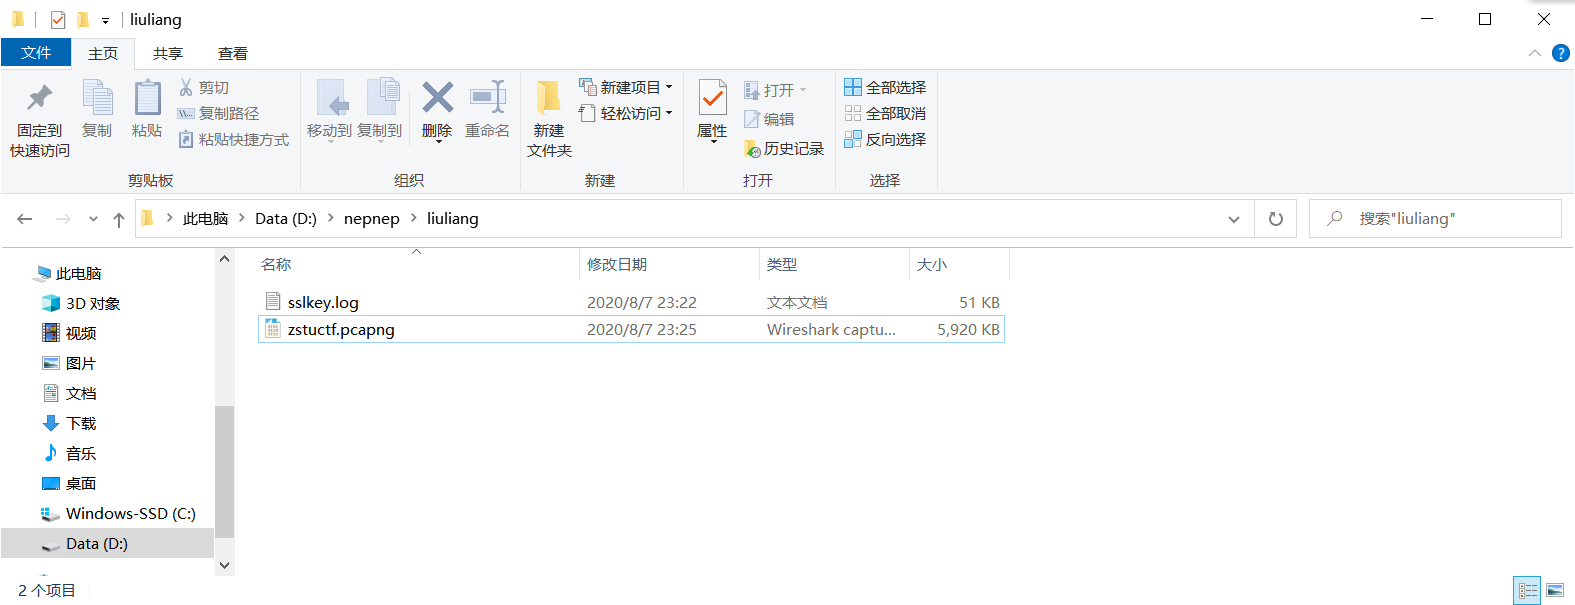 liuliang
文件 主页 共享 查看
固定到
快速访问
复制
粘贴
剪切
复制路径
粘贴快捷方式
剪贴板
移动到
复制到
删除
重命名
组织
新建
文件夹
新建项目
轻松访问
新建
属性
打开
编辑
历史记录
打开
全部选择
全部取消
反向选择
选择
此电脑 > Data (D:) > nepnep > liuliang
搜索"liuliang"
此电脑
3D 对象
视频
图片
文档
下载
音乐
桌面
Windows-SSD (C:)
Data (D:)
名称 修改日期 类型 大小
sslkey.log 2020/8/7 23:22 文本文档 51 KB
zstuctf.pcapng 2020/8/7 23:25 Wireshark captu... 5,920 KB
2 个项目